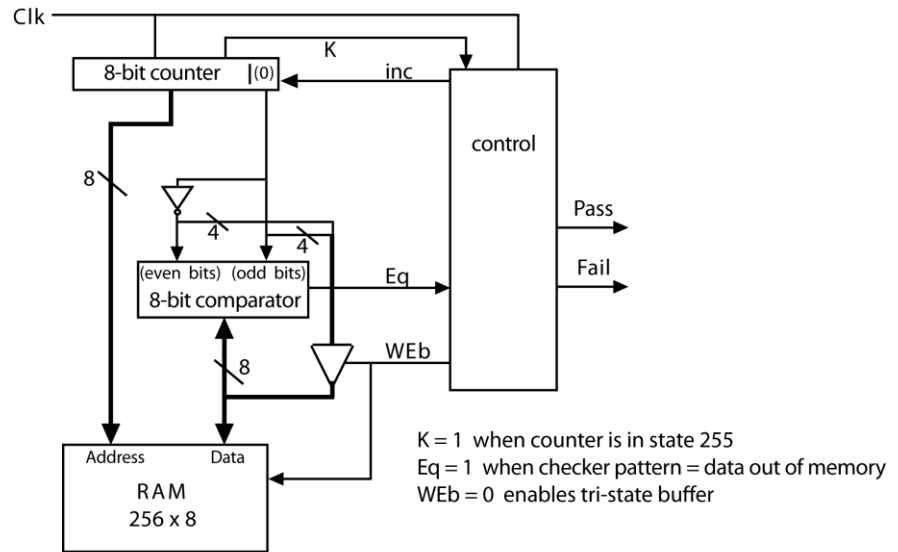 Clk
K
8-bit counter
I(0)
inc
control
8
4
4
Pass
(even bits) (odd bits)
8-bit comparator
Eq
Fail
8
WEb
Address
Data
RAM
256 x 8
K = 1 when counter is in state 255
Eq = 1 when checker pattern = data out of memory
WEb = 0 enables tri-state buffer